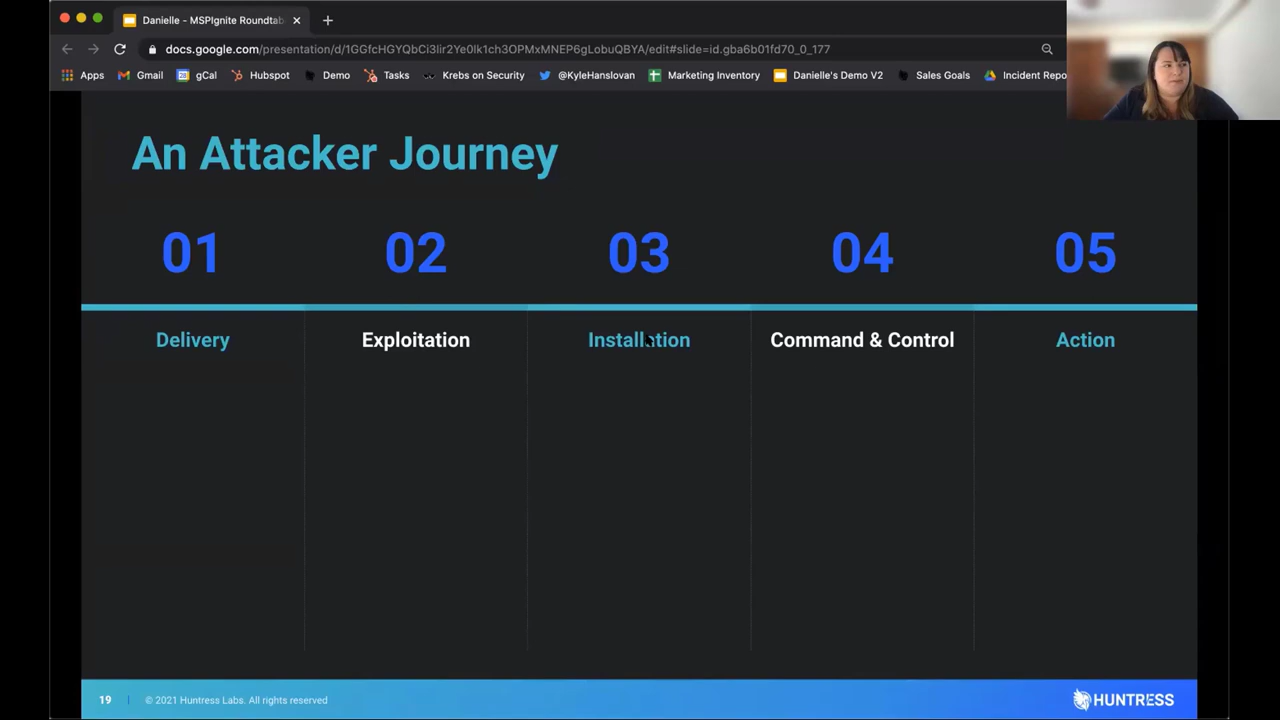 Danielle - MSPIgnite Roundtab
docs.google.com/presentation/d/1GGfcHGYQbCi3Iir2Ye0lk1ch3OPMxMNEP6gLobuQBYA/edit#slide=id.gba6b01fd70_0_177
Apps Gmail gCal Hubspot Demo Tasks Krebs on Security @KyleHanslovan Marketing Inventory Danielle's Demo V2 Sales Goals Incident Repo
An Attacker Journey
01 02 03 04 05
Delivery Exploitation Installation Command & Control Action
19 © 2021 Huntress Labs. All rights reserved HUNTRESS